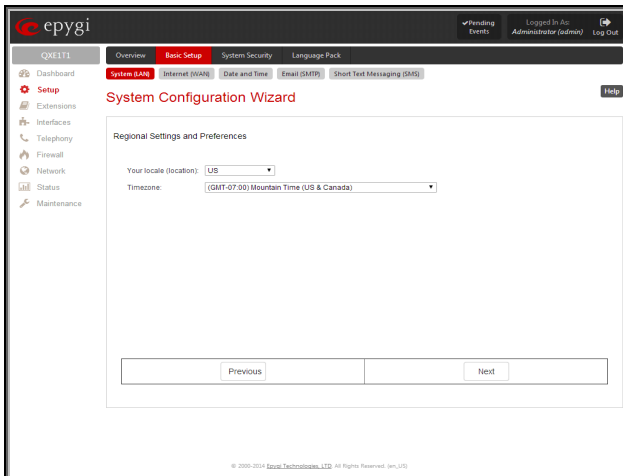 epygi
✔Pending Events
Logged In As: Administrator (admin)
Log Out
QXE1T1
Overview Basic Setup System Security Language Pack
Dashboard
Setup
Extensions
Interfaces
Telephony
Firewall
Network
Status
Maintenance
System (LAN) Internet (WAN) Date and Time Email (SMTP) Short Text Messaging (SMS)
System Configuration Wizard
Help
Regional Settings and Preferences
Your locale (location): US
Timezone: (GMT-07:00) Mountain Time (US & Canada)
Previous Next
© 2000-2014 Epygi Technologies, LTD All Rights Reserved. (en_US)